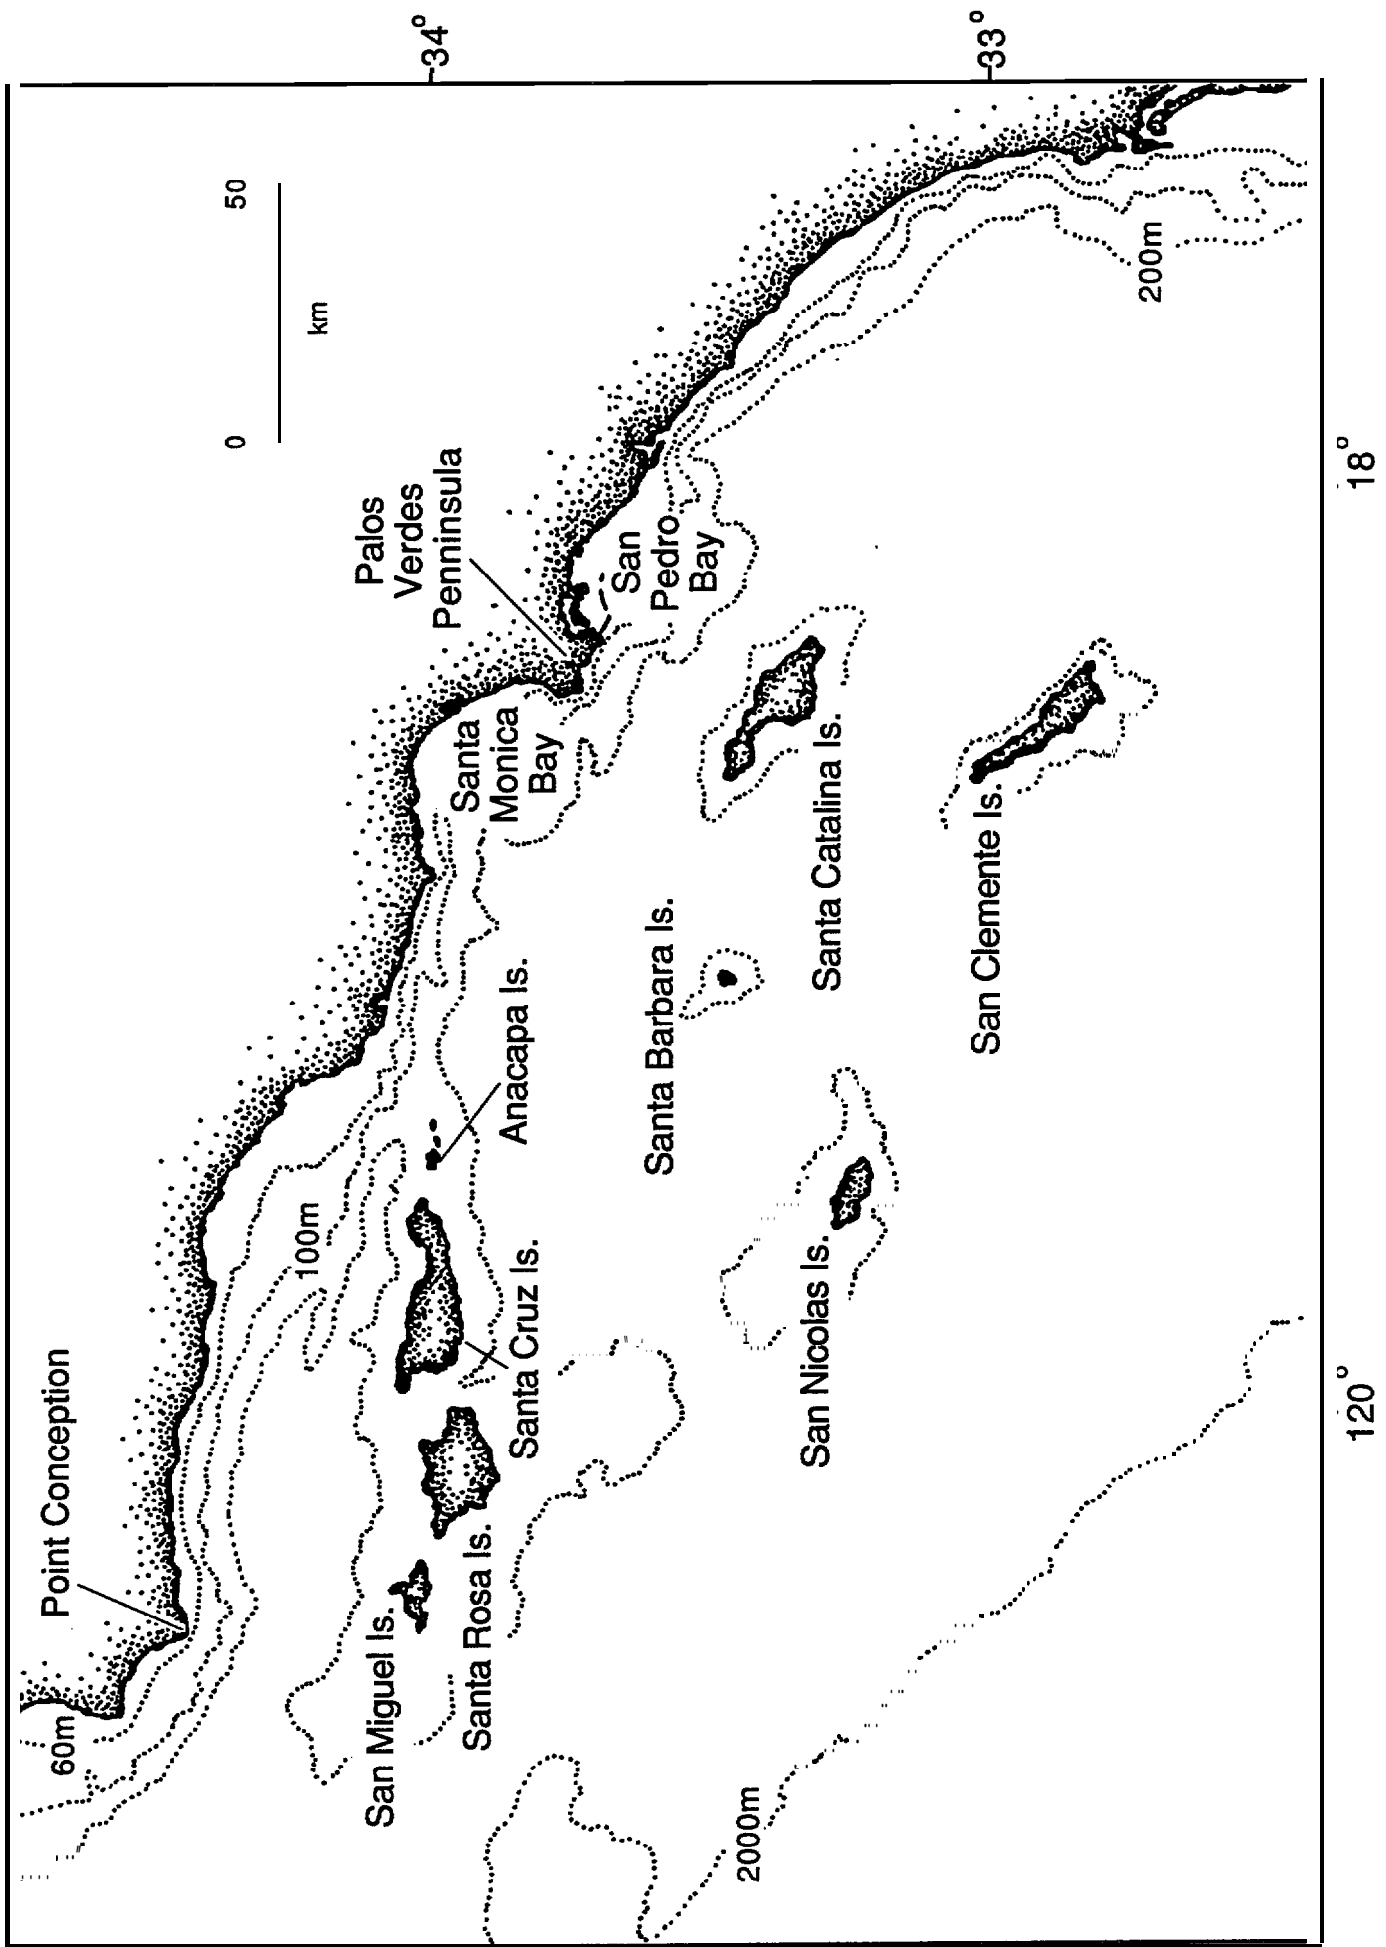 Point Conception
60m
100m
0
50
km
34°
Palos
Verdes
Penninsula
Santa
Monica
Bay
San
Pedro
Bay
San Miguel Is.
Santa Rosa Is.
Santa Cruz Is.
Anacapa Is.
Santa Barbara Is.
Santa Catalina Is.
San Nicolas Is.
San Clemente Is.
33°
200m
2000m
120°
18°